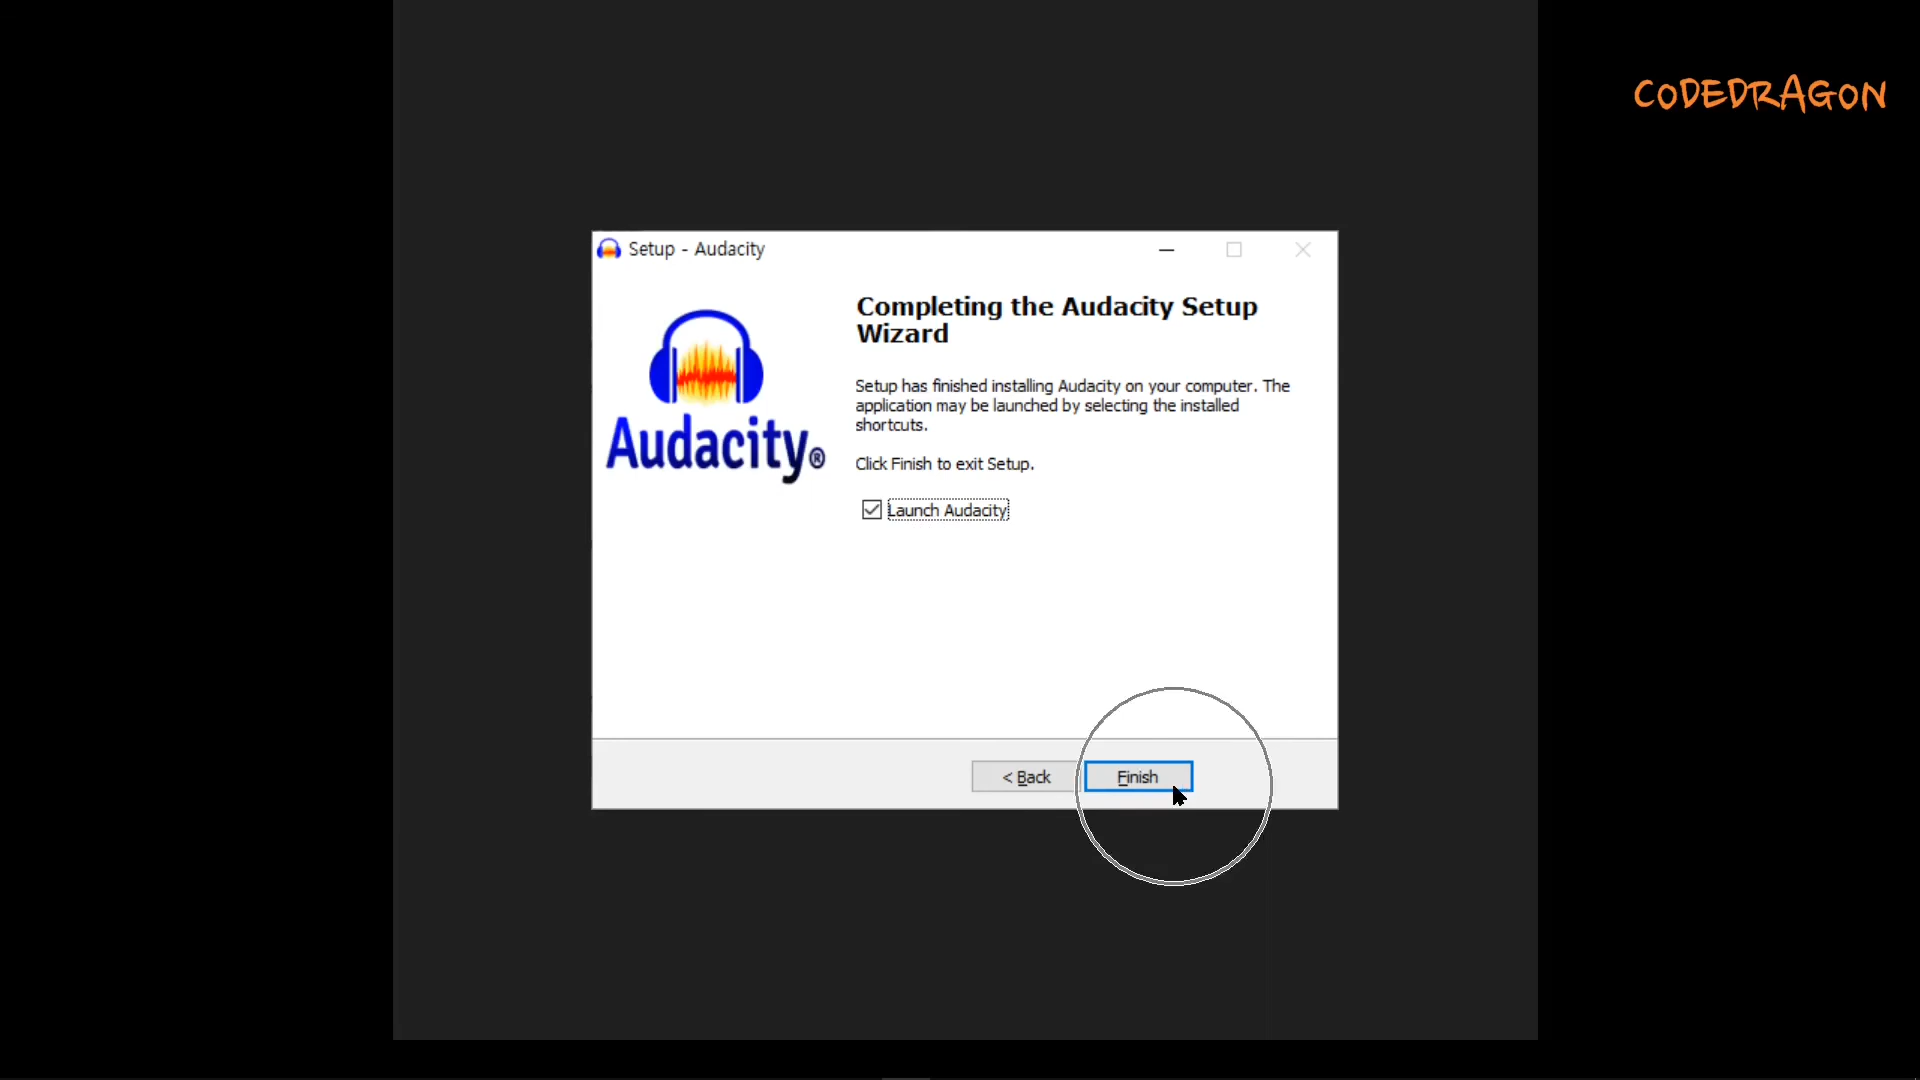 CODEDRAGON
Setup - Audacity
Completing the Audacity Setup
Wizard
Audacity®
Setup has finished installing Audacity on your computer. The
application may be launched by selecting the installed
shortcuts.
Click Finish to exit Setup.
Launch Audacity
< Back
Finish